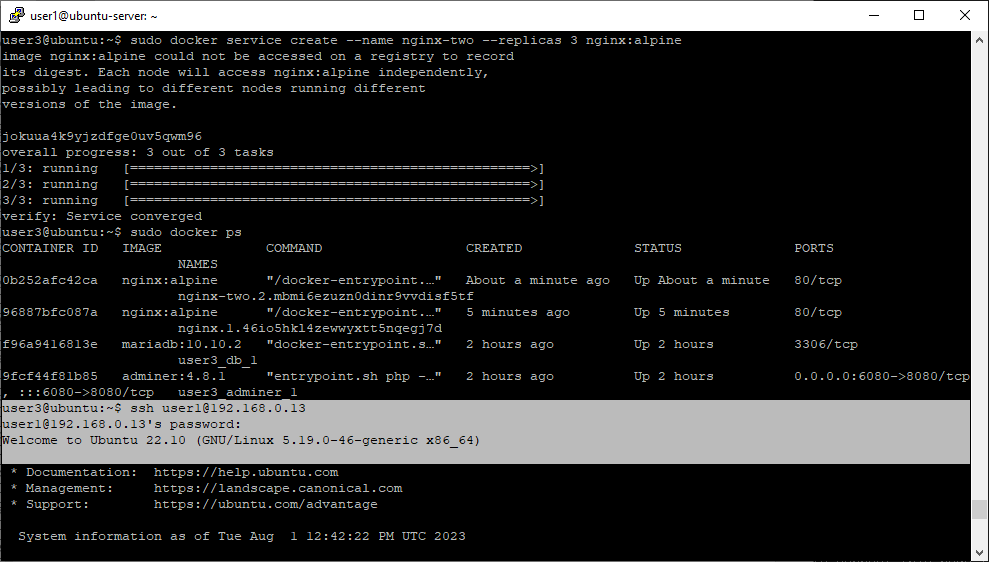 user1@ubuntu-server: ~
user3@ubuntu:~$ sudo docker service create --name nginx-two --replicas 3 nginx:alpine
image nginx:alpine could not be accessed on a registry to record
its digest. Each node will access nginx:alpine independently,
possibly leading to different nodes running different
versions of the image.
jokuua4k9yjzdfge0uv5qwm96
overall progress: 3 out of 3 tasks
1/3: running   [==================================================>]
2/3: running   [==================================================>]
3/3: running   [==================================================>]
verify: Service converged
user3@ubuntu:~$ sudo docker ps
CONTAINER ID   IMAGE             COMMAND                  CREATED              STATUS              PORTS
                      NAMES
0b252afc42ca   nginx:alpine      "/docker-entrypoint.…"   About a minute ago   Up About a minute   80/tcp
                      nginx-two.2.mbmi6ezuzn0dinr9vvdisf5tf
96887bfc087a   nginx:alpine      "/docker-entrypoint.…"   5 minutes ago        Up 5 minutes        80/tcp
                      nginx.1.46io5hkl4zewwyxtt5nqegj7d
f96a9416813e   mariadb:10.10.2   "docker-entrypoint.s…"   2 hours ago          Up 2 hours          3306/tcp
                      user3_db_1
9fcf44f81b85   adminer:4.8.1     "entrypoint.sh php -…"   2 hours ago          Up 2 hours          0.0.0.0:6080->8080/tcp
, :::6080->8080/tcp   user3_adminer_1
user3@ubuntu:~$ ssh user1@192.168.0.13
user1@192.168.0.13's password:
Welcome to Ubuntu 22.10 (GNU/Linux 5.19.0-46-generic x86_64)
 * Documentation:  https://help.ubuntu.com
 * Management:     https://landscape.canonical.com
 * Support:        https://ubuntu.com/advantage
  System information as of Tue Aug  1 12:42:22 PM UTC 2023